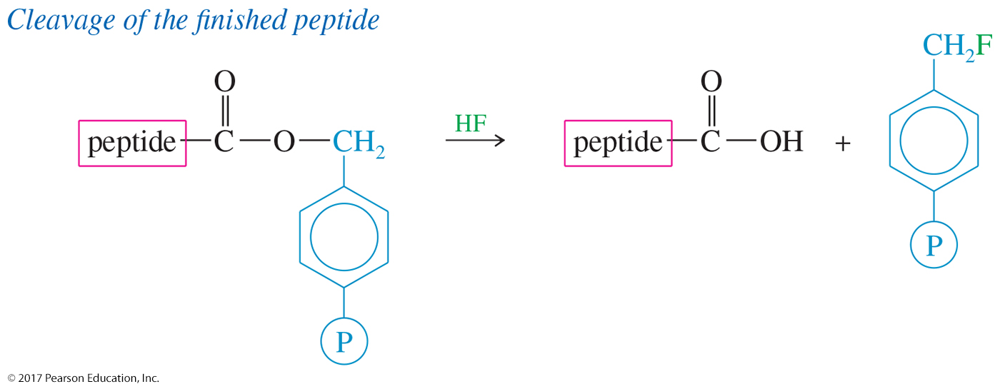 Cleavage of the finished peptide
CH₂F
O
O
peptide—C—O—CH₂
HF
peptide—C—OH
+
P
P
© 2017 Pearson Education, Inc.